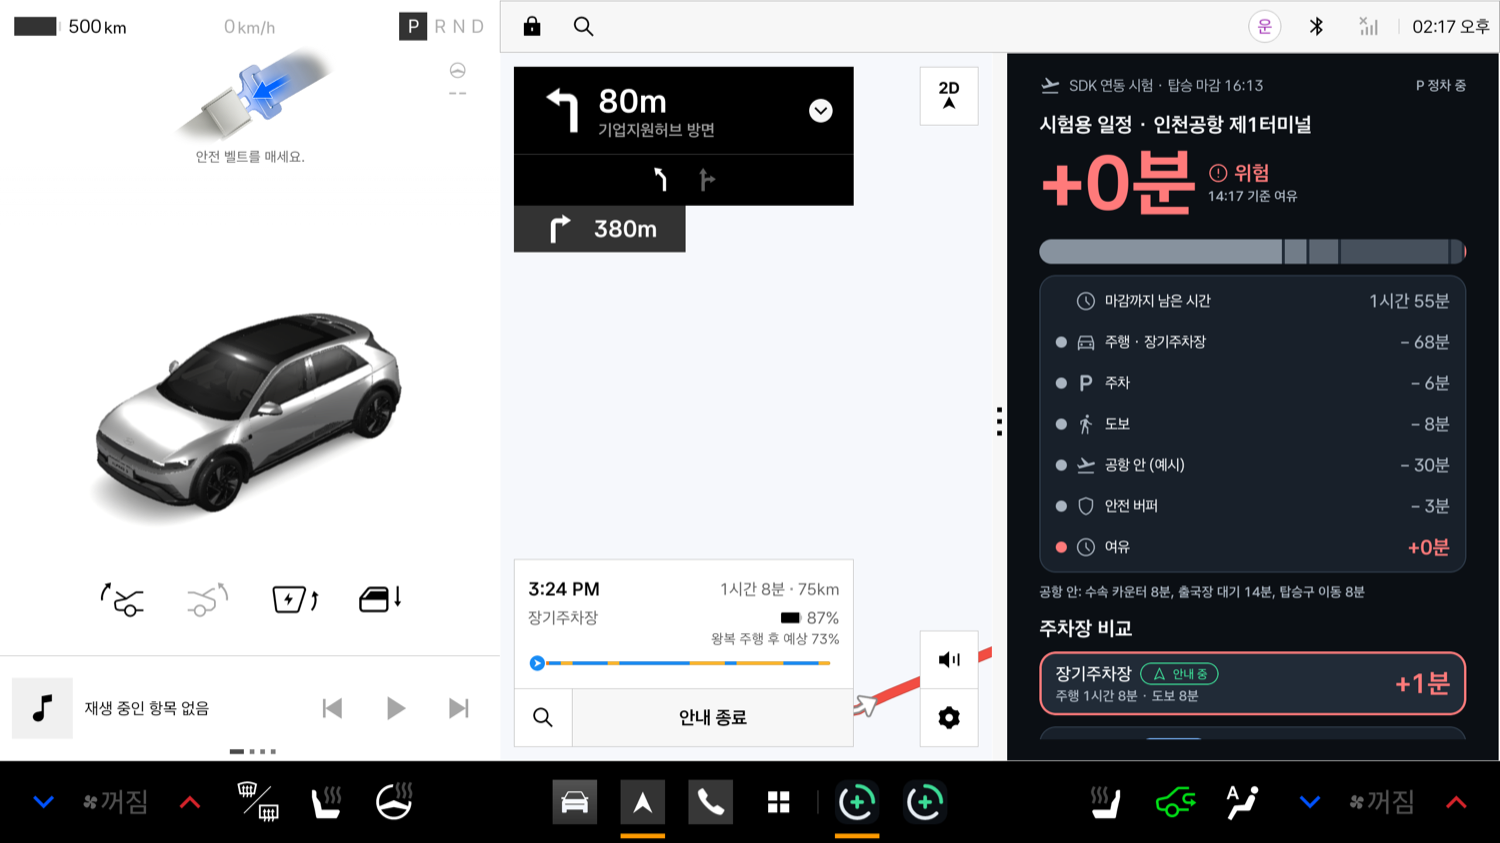 500 km
0 km/h
P R N D
--
안전 벨트를 매세요.
재생 중인 항목 없음
운
02:17 오후
80m
기업지원허브 방면
380m
2D
3:24 PM
1시간 8분 · 75km
장기주차장
87%
왕복 주행 후 예상 73%
안내 종료
SDK 연동 시험 · 탑승 마감 16:13
P 정차 중
시험용 일정 · 인천공항 제1터미널
+0분
위험
14:17 기준 여유
마감까지 남은 시간 1시간 55분
주행 · 장기주차장 − 68분
P 주차 − 6분
도보 − 8분
공항 안 (예시) − 30분
안전 버퍼 − 3분
여유 +0분
공항 안: 수속 카운터 8분, 출국장 대기 14분, 탑승구 이동 8분
주차장 비교
장기주차장 안내 중
주행 1시간 8분 · 도보 8분
+1분
꺼짐
A
꺼짐